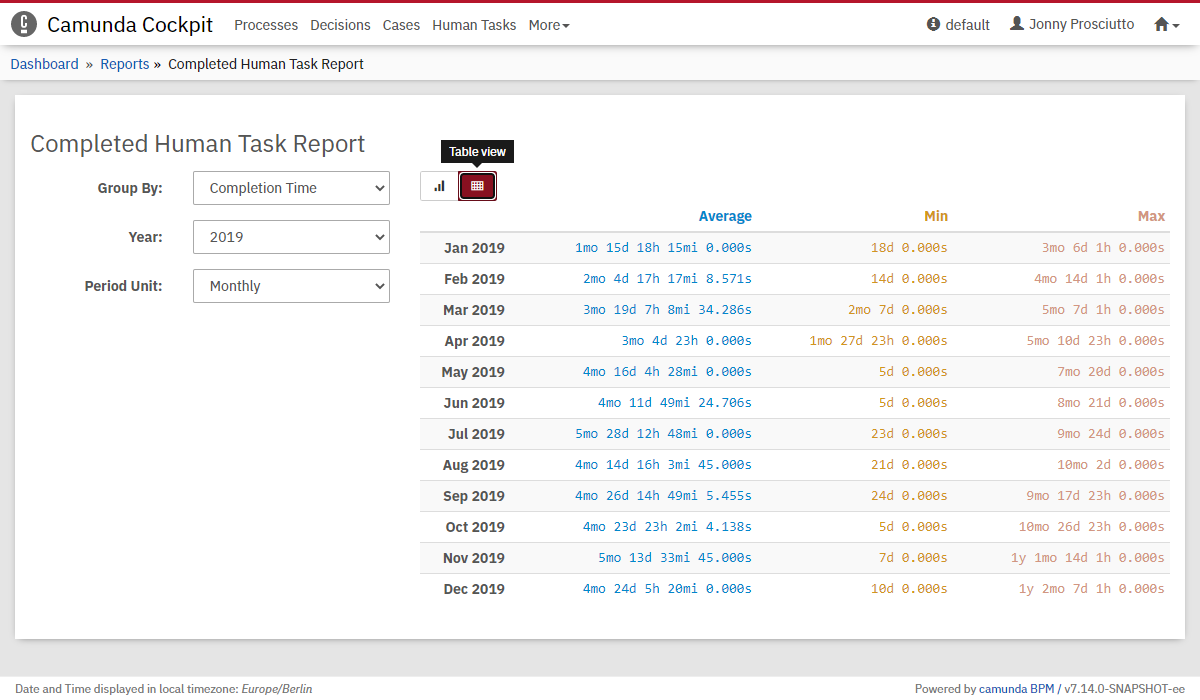 Camunda Cockpit Processes Decisions Cases Human Tasks More default Jonny Prosciutto
Dashboard » Reports » Completed Human Task Report
Completed Human Task Report
Table view
Group By: Completion Time
Year: 2019
Period Unit: Monthly
Average Min Max
Jan 2019 1mo 15d 18h 15mi 0.000s 18d 0.000s 3mo 6d 1h 0.000s
Feb 2019 2mo 4d 17h 17mi 8.571s 14d 0.000s 4mo 14d 1h 0.000s
Mar 2019 3mo 19d 7h 8mi 34.286s 2mo 7d 0.000s 5mo 7d 1h 0.000s
Apr 2019 3mo 4d 23h 0.000s 1mo 27d 23h 0.000s 5mo 10d 23h 0.000s
May 2019 4mo 16d 4h 28mi 0.000s 5d 0.000s 7mo 20d 0.000s
Jun 2019 4mo 11d 49mi 24.706s 5d 0.000s 8mo 21d 0.000s
Jul 2019 5mo 28d 12h 48mi 0.000s 23d 0.000s 9mo 24d 0.000s
Aug 2019 4mo 14d 16h 3mi 45.000s 21d 0.000s 10mo 2d 0.000s
Sep 2019 4mo 26d 14h 49mi 5.455s 24d 0.000s 9mo 17d 23h 0.000s
Oct 2019 4mo 23d 23h 2mi 4.138s 5d 0.000s 10mo 26d 23h 0.000s
Nov 2019 5mo 13d 33mi 45.000s 7d 0.000s 1y 1mo 14d 1h 0.000s
Dec 2019 4mo 24d 5h 20mi 0.000s 10d 0.000s 1y 2mo 7d 1h 0.000s
Date and Time displayed in local timezone: Europe/Berlin Powered by camunda BPM / v7.14.0-SNAPSHOT-ee